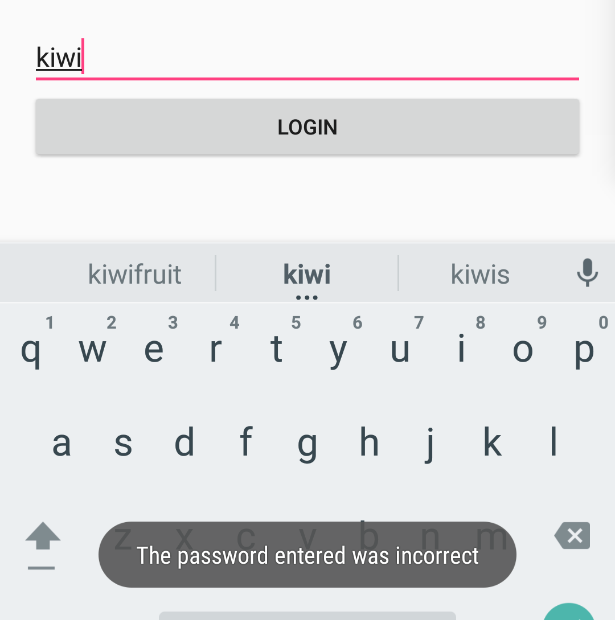 kiwi
LOGIN
kiwifruit kiwi kiwis
1 2 3 4 5 6 7 8 9 0
q w e r t y u i o p
a s d f g h j k l
z x c v b n m
The password entered was incorrect